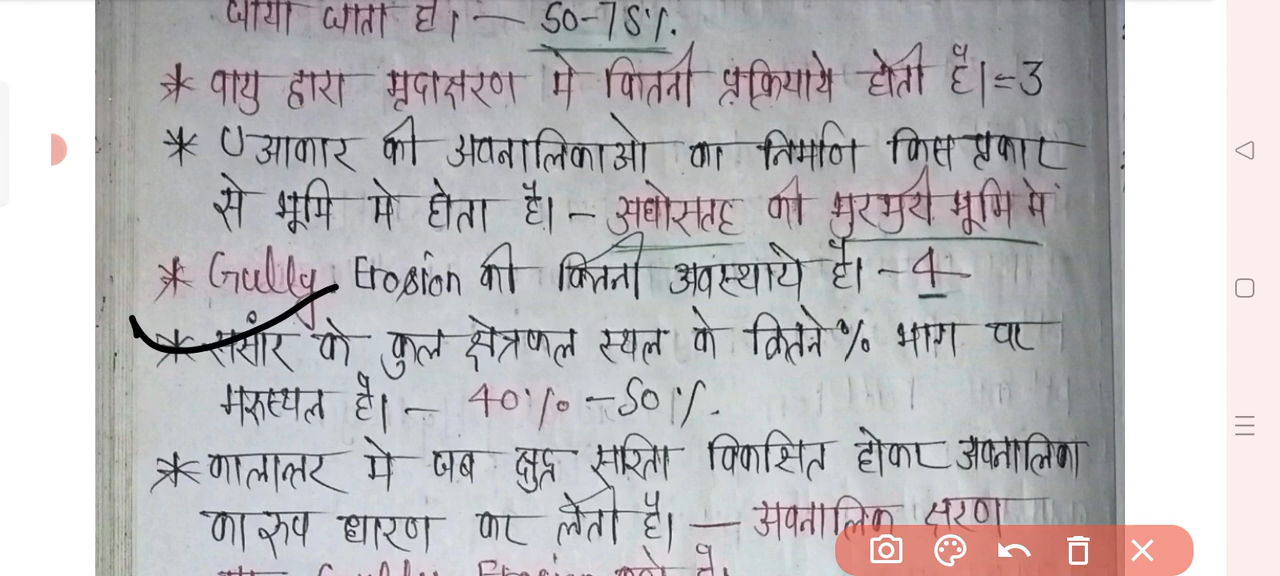 पाया जाता है। — 50-75%.
* वायु द्वारा मृदाक्षरण मे कितनी प्रक्रियाये होती है। = 3
* U आकार की अवनालिकाओ का निर्माण किस प्रकार
से भूमि मे होता है। - अधोसतह की भुरभुरी भूमि मे
* Gully Erosion की कितनी अवस्थाये है। - 4
* संसार के कुल क्षेत्रफल स्थल के कितने % भाग पर
मरुस्थल है। - 40% - 50%.
* कालान्तर मे जब क्षुद्र सरिता विकसित होकर अवनालिका
का रुप धारण कर लेती है। — अवनालिक क्षरण